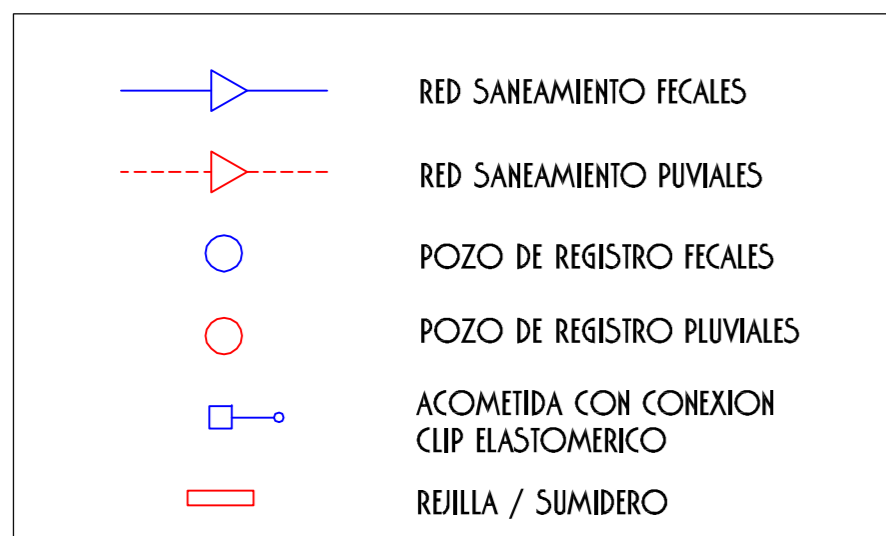 RED SANEAMIENTO FECALES
RED SANEAMIENTO PUVIALES
POZO DE REGISTRO FECALES
POZO DE REGISTRO PLUVIALES
ACOMETIDA CON CONEXION
CLIP ELASTOMERICO
REJILLA / SUMIDERO